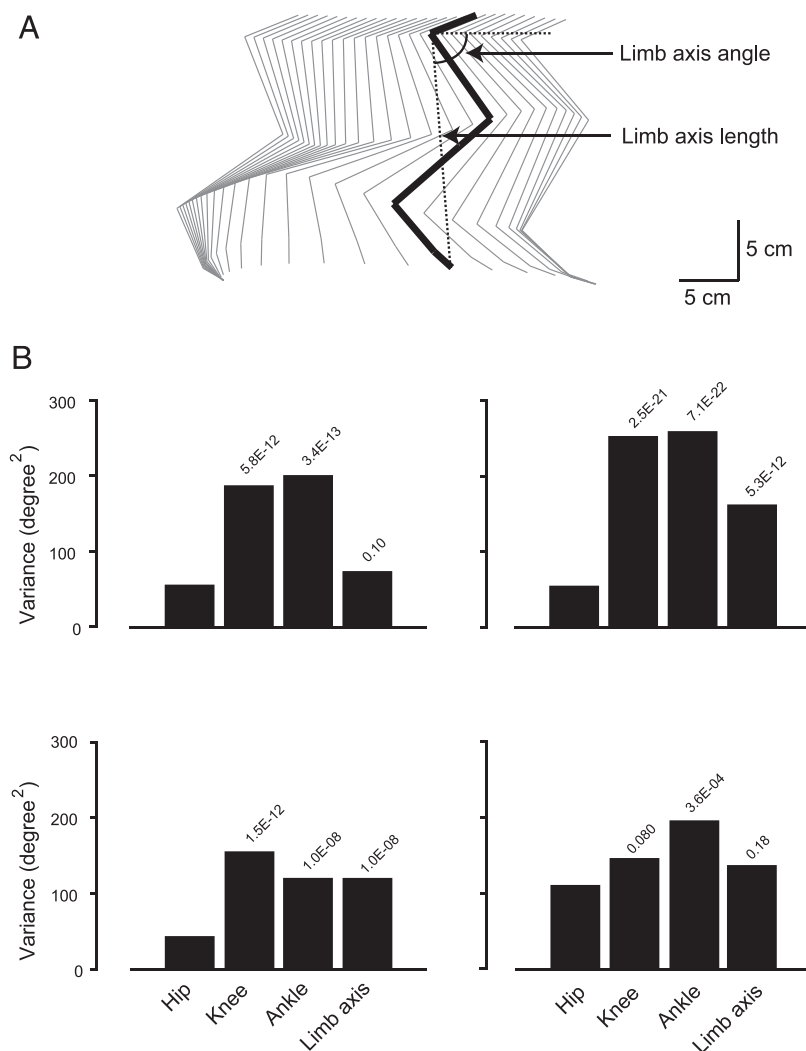 A
Limb axis angle
Limb axis length
5 cm
5 cm
B
Variance (degree²)
300
200
100
0
5.8E-12
3.4E-13
0.10
2.5E-21
7.1E-22
5.3E-12
Variance (degree²)
300
200
100
0
1.5E-12
1.0E-08
1.0E-08
0.080
3.6E-04
0.18
Hip
Knee
Ankle
Limb axis
Hip
Knee
Ankle
Limb axis